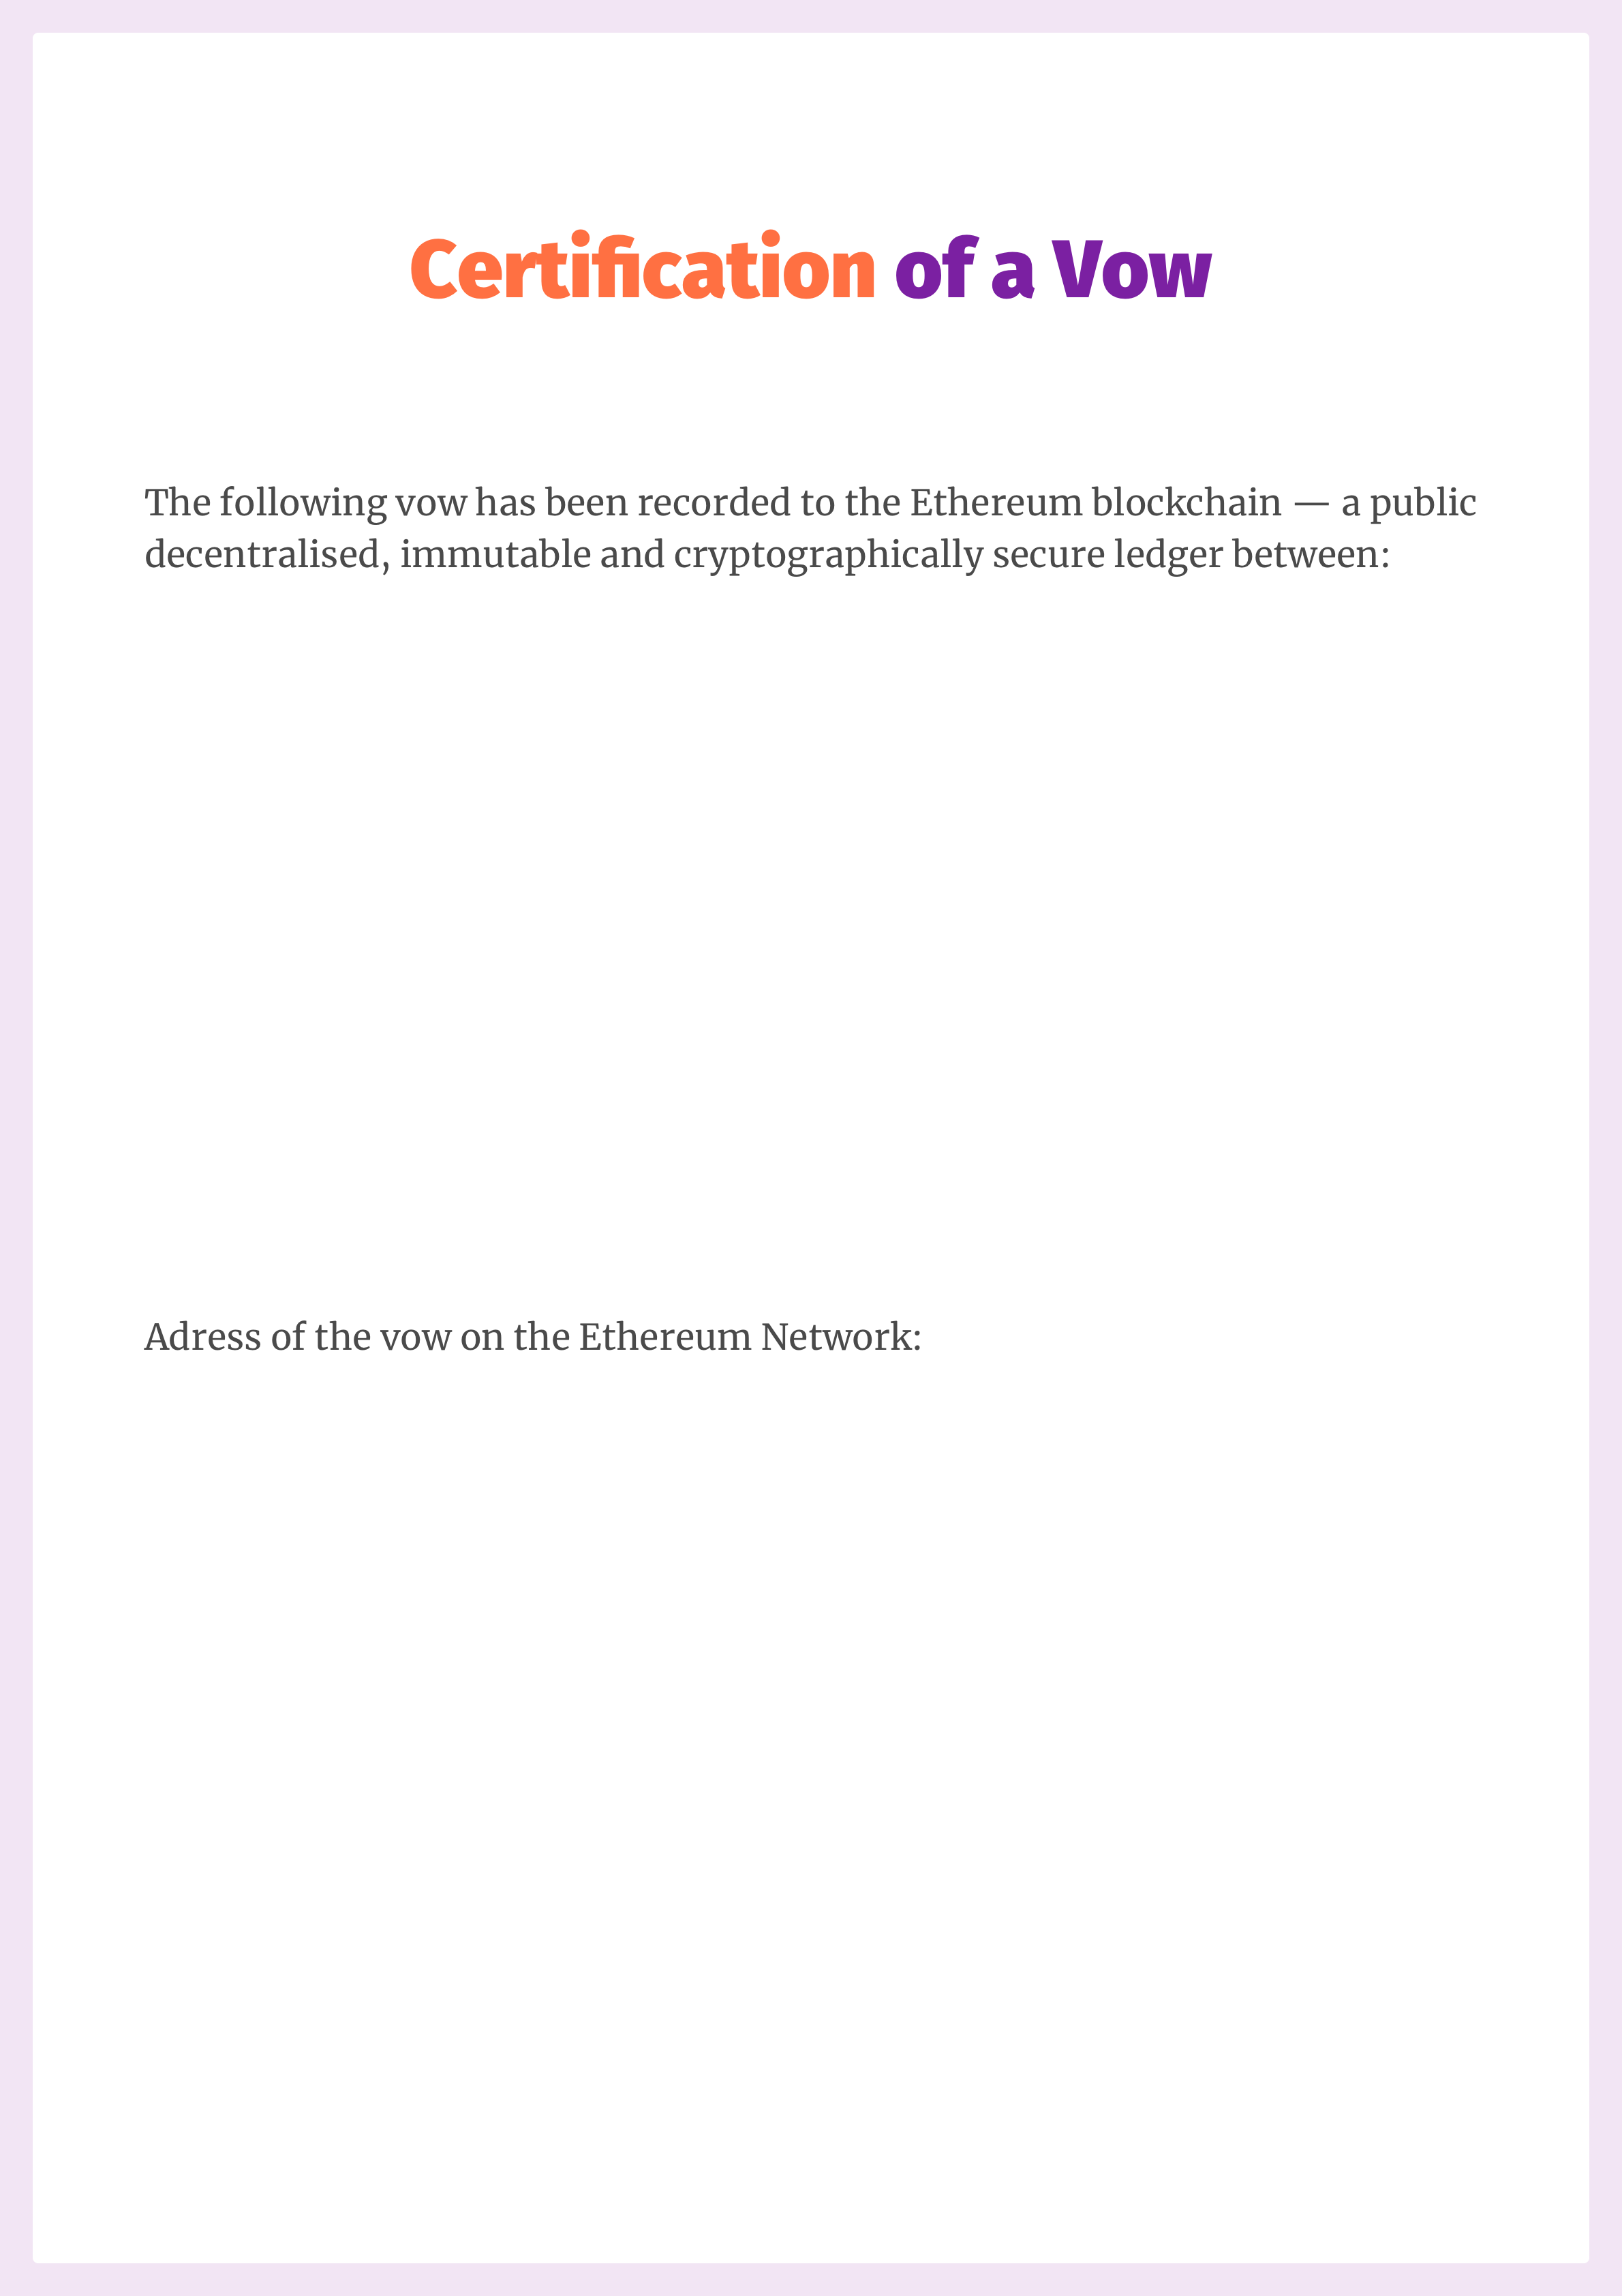 Certification of a Vow
The following vow has been recorded to the Ethereum blockchain — a public
decentralised, immutable and cryptographically secure ledger between:
Adress of the vow on the Ethereum Network: